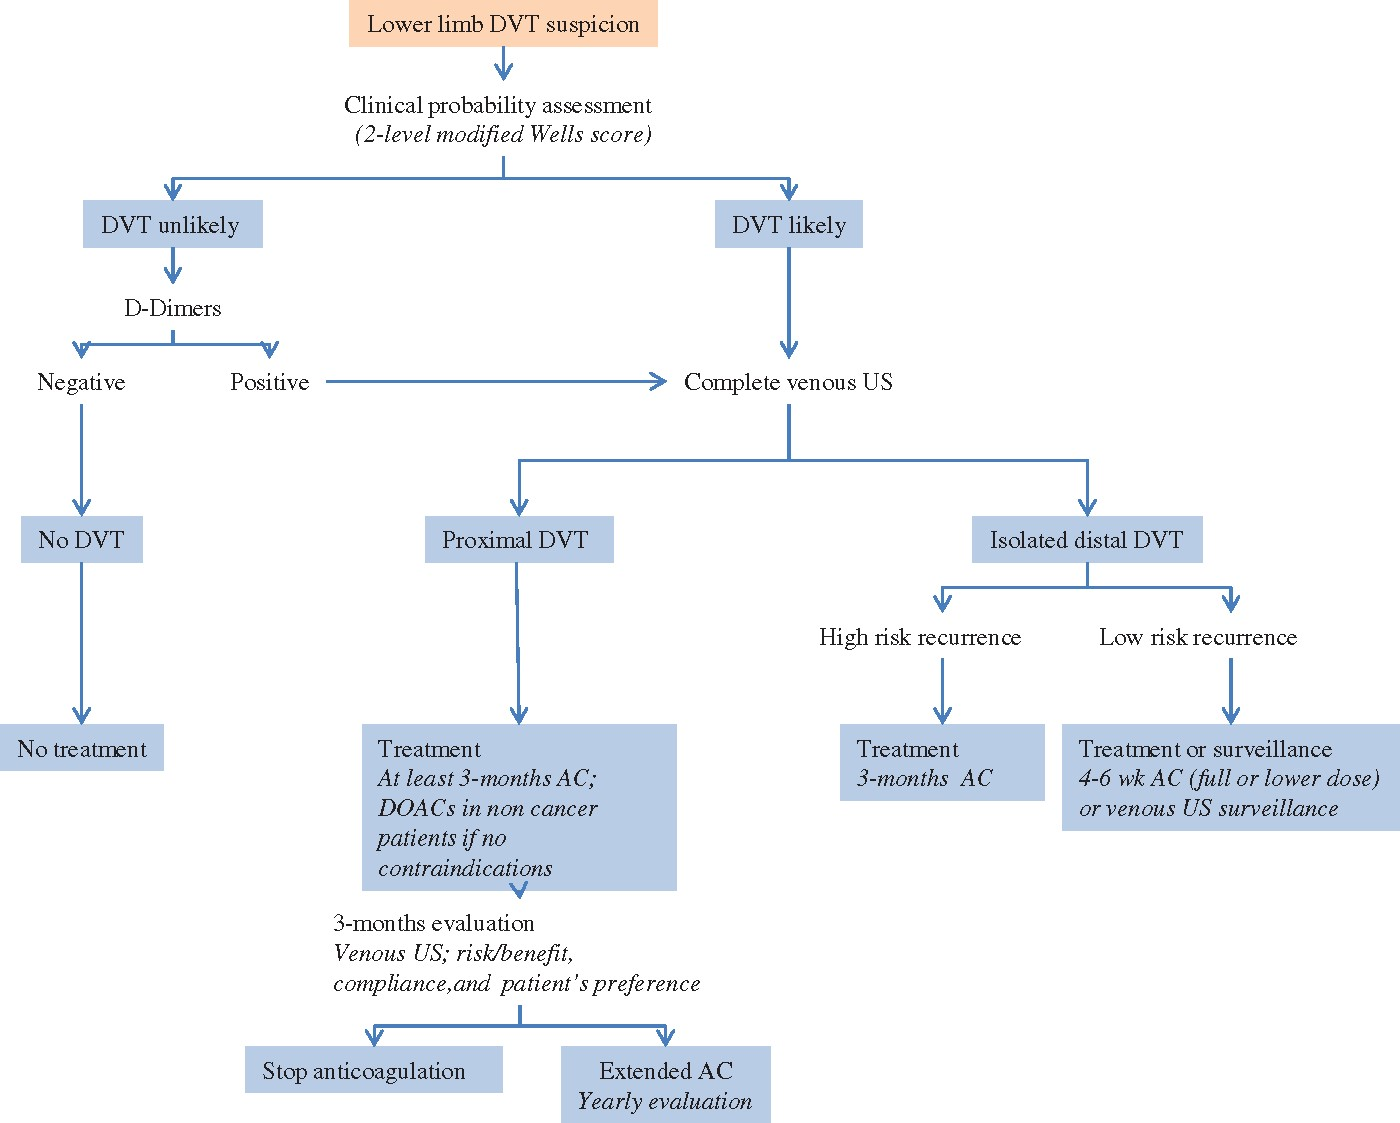 Lower limb DVT suspicion
Clinical probability assessment
(2-level modified Wells score)
DVT unlikely
DVT likely
D-Dimers
Negative
Positive
Complete venous US
No DVT
Proximal DVT
Isolated distal DVT
High risk recurrence
Low risk recurrence
No treatment
Treatment
At least 3-months AC;
DOACs in non cancer
patients if no
contraindications
Treatment
3-months AC
Treatment or surveillance
4-6 wk AC (full or lower dose)
or venous US surveillance
3-months evaluation
Venous US; risk/benefit,
compliance,and patient's preference
Stop anticoagulation
Extended AC
Yearly evaluation